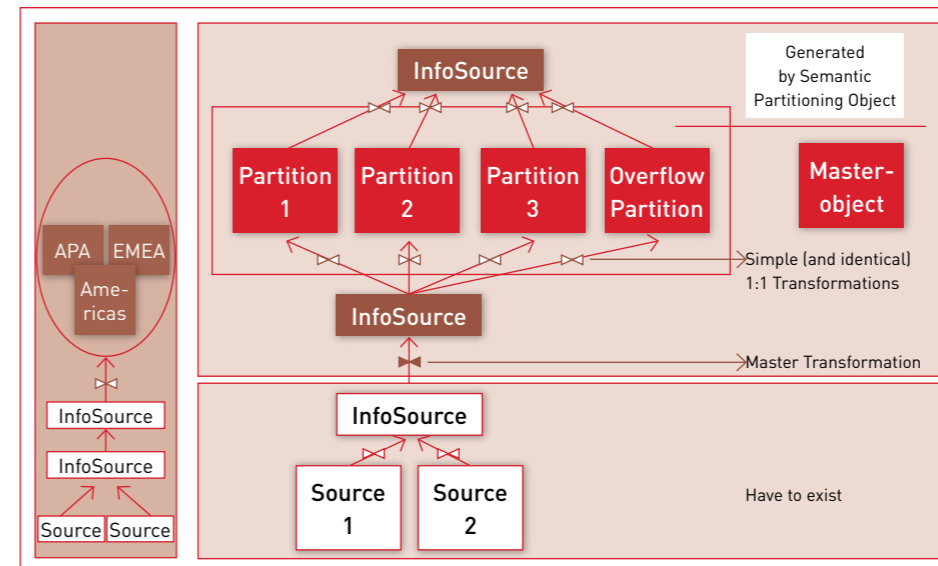 APA
EMEA
Ame-
ricas
InfoSource
InfoSource
Source
Source
InfoSource
Generated
by Semantic
Partitioning Object
Partition
1
Partition
2
Partition
3
Overflow
Partition
Master-
object
Simple (and identical)
1:1 Transformations
InfoSource
Master Transformation
InfoSource
Source
1
Source
2
Have to exist